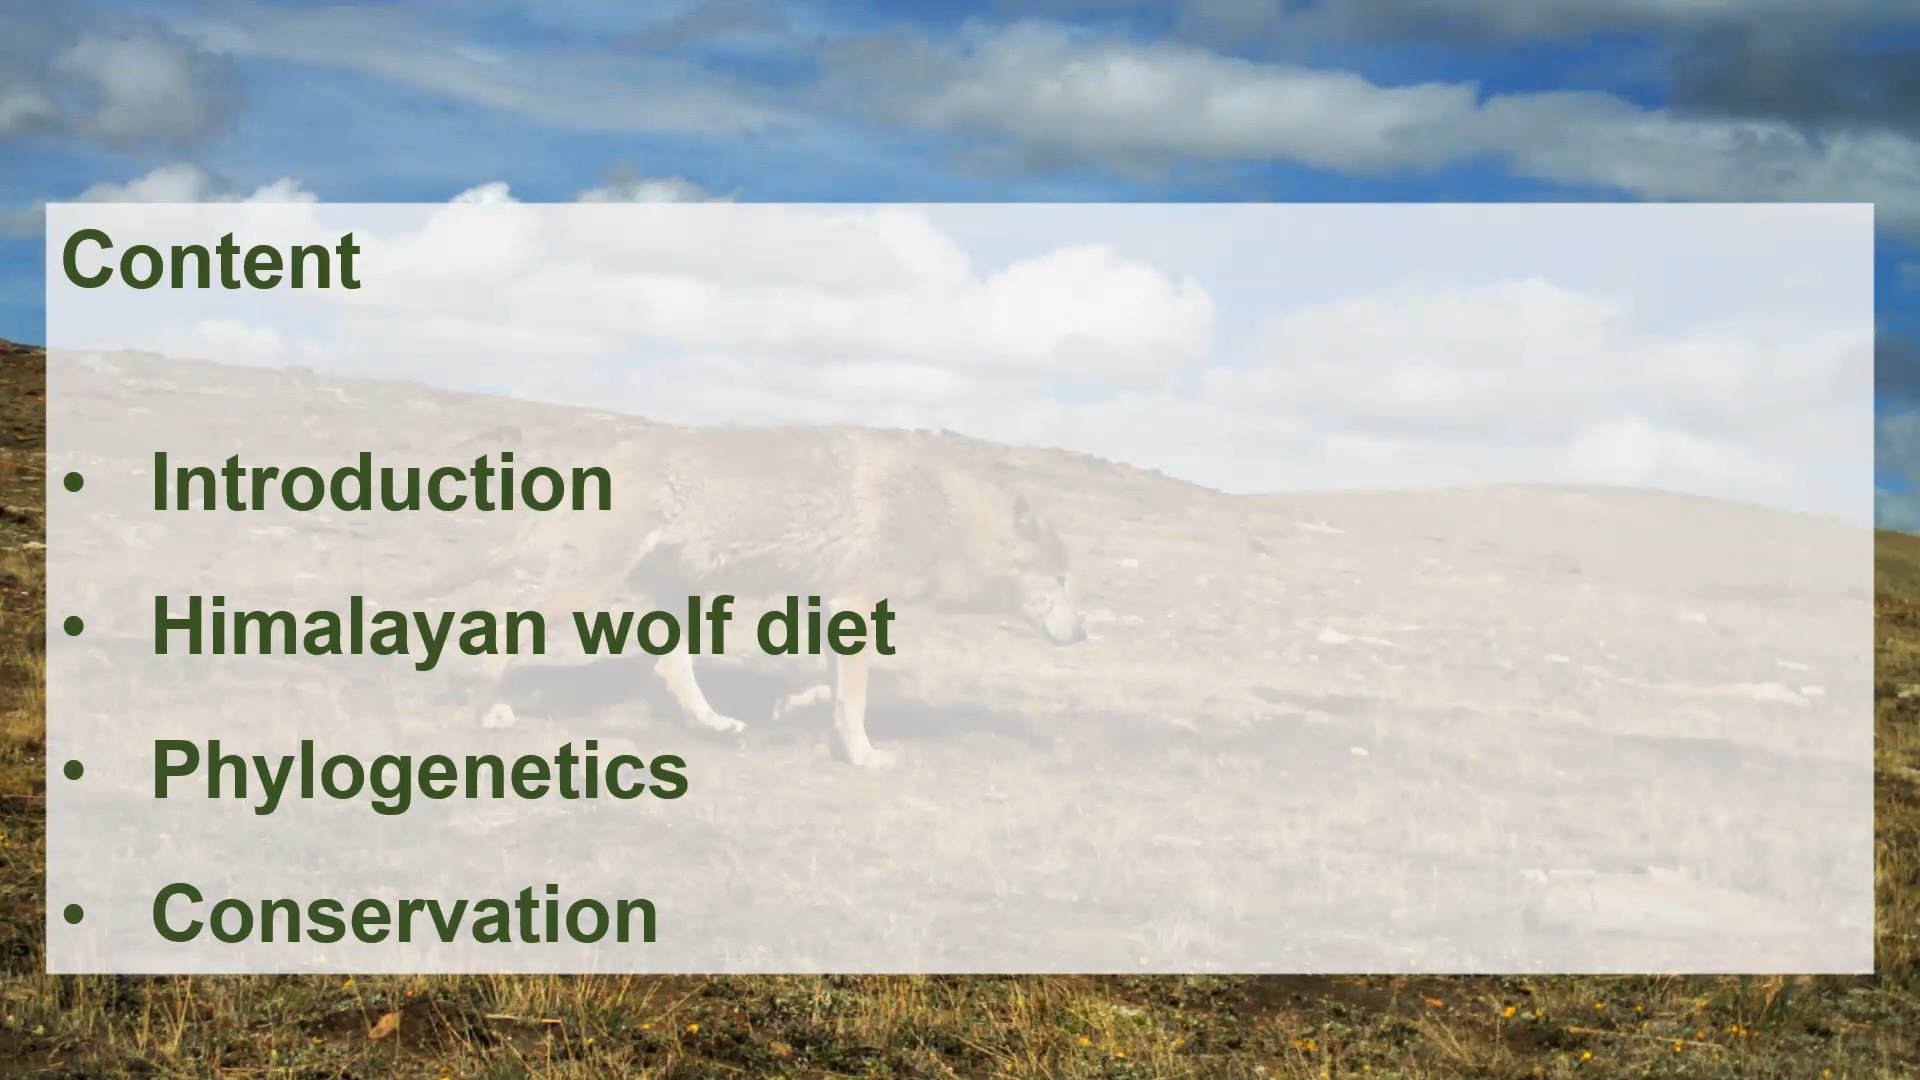 Content
• Introduction
• Himalayan wolf diet
• Phylogenetics
• Conservation